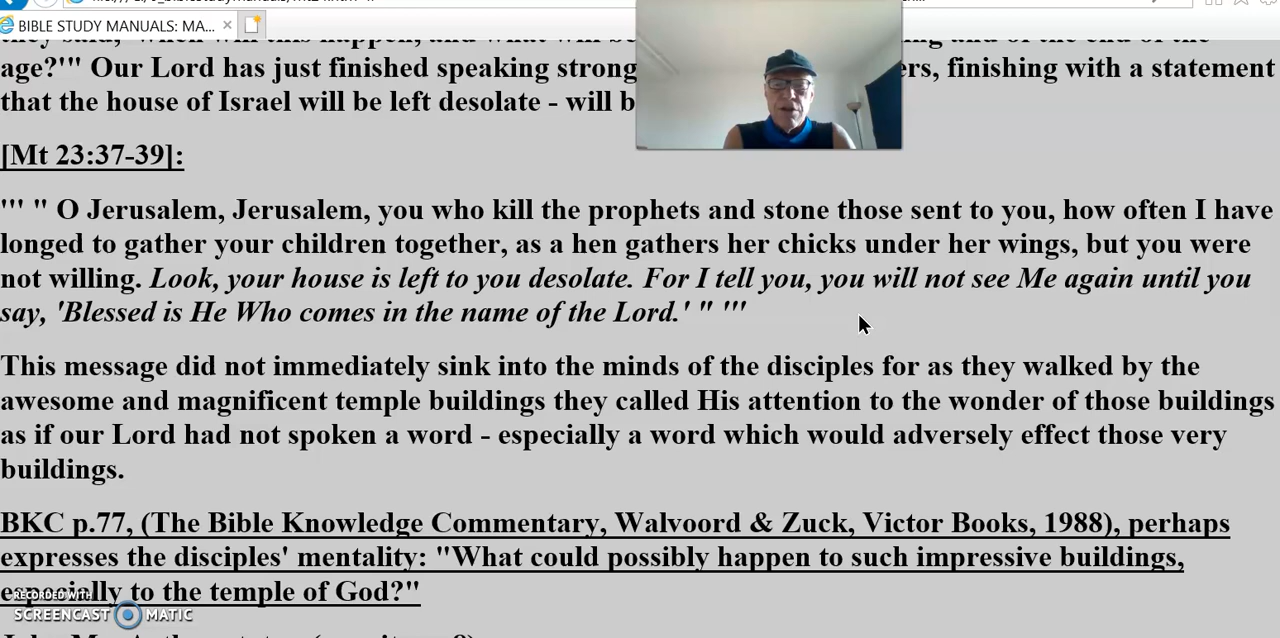 BIBLE STUDY MANUALS: MA...
age?'" Our Lord has just finished speaking strong ers, finishing with a statement
that the house of Israel will be left desolate - will b
[Mt 23:37-39]:
''' " O Jerusalem, Jerusalem, you who kill the prophets and stone those sent to you, how often I have
longed to gather your children together, as a hen gathers her chicks under her wings, but you were
not willing. Look, your house is left to you desolate. For I tell you, you will not see Me again until you
say, 'Blessed is He Who comes in the name of the Lord.' " '''
This message did not immediately sink into the minds of the disciples for as they walked by the
awesome and magnificent temple buildings they called His attention to the wonder of those buildings
as if our Lord had not spoken a word - especially a word which would adversely effect those very
buildings.
BKC p.77, (The Bible Knowledge Commentary, Walvoord & Zuck, Victor Books, 1988), perhaps
expresses the disciples' mentality: "What could possibly happen to such impressive buildings,
especially to the temple of God?"
RECORDED WITH
SCREENCAST MATIC